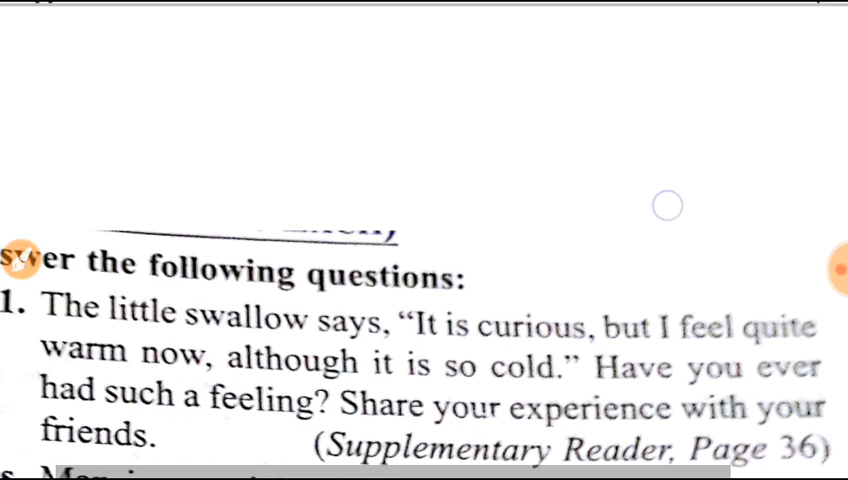 swer the following questions:
1. The little swallow says, “It is curious, but I feel quite
warm now, although it is so cold.” Have you ever
had such a feeling? Share your experience with your
friends. (Supplementary Reader, Page 36)